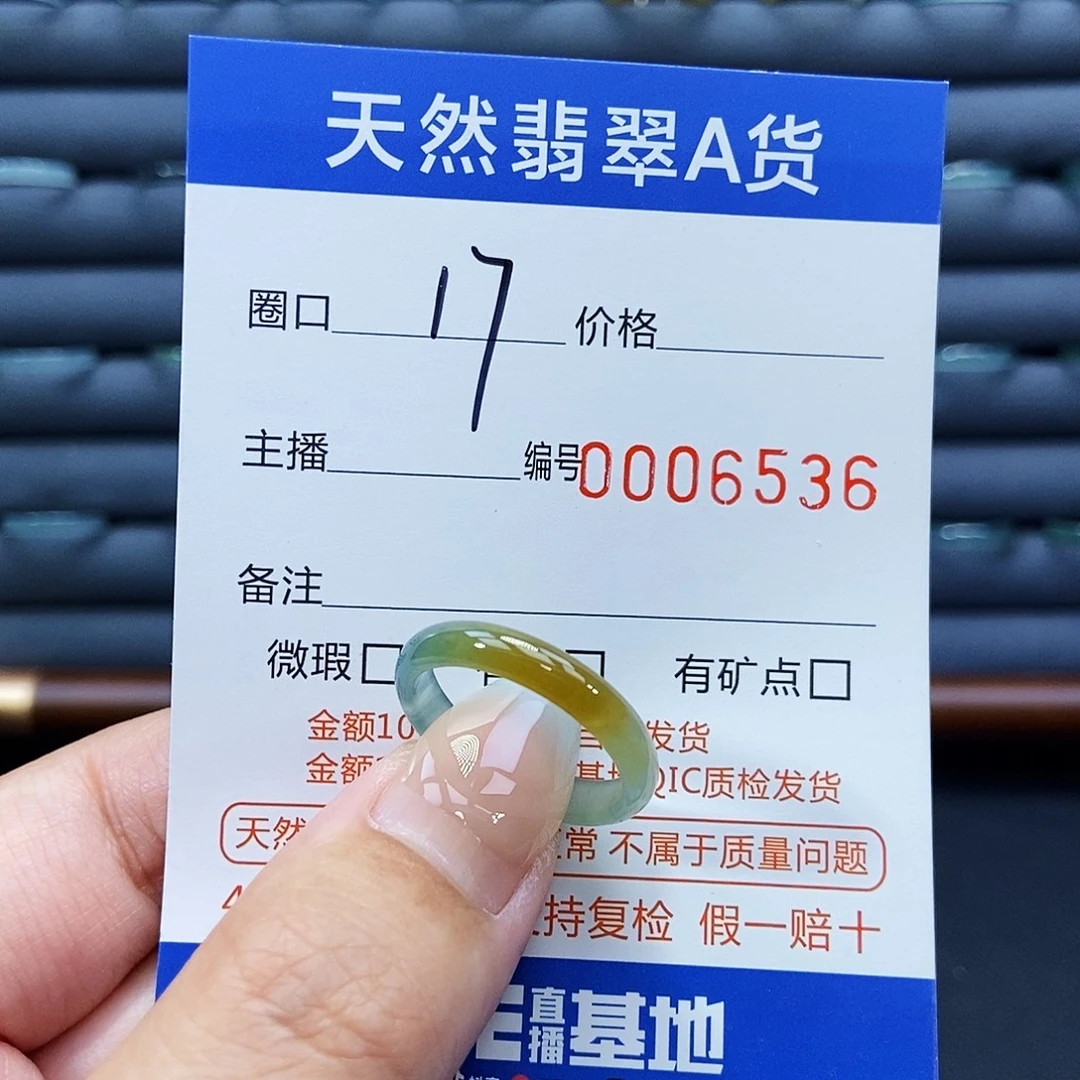 天然翡翠A货
圈口 17 价格
主播 编号0006536
备注
微瑕 有矿点
金额10 发货
金额 QIC质检发货
天然 常 不属于质量问题
持复检 假一赔十
直播基地